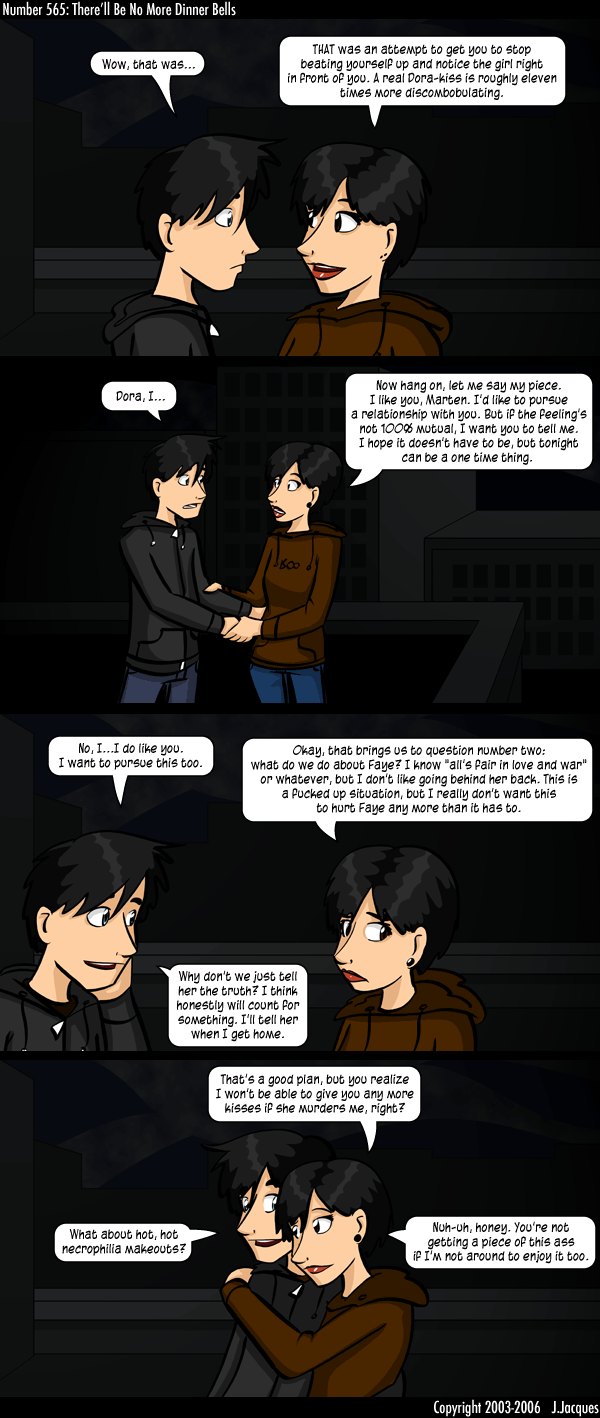 Number 565: There'll Be No More Dinner Bells
Wow, that was...
THAT was an attempt to get you to stop
beating yourself up and notice the girl right
in front of you. A real Dora-kiss is roughly eleven
times more discombobulating.
Dora, I...
Now hang on, let me say my piece.
I like you, Marten. I'd like to pursue
a relationship with you. But if the feeling's
not 100% mutual, I want you to tell me.
I hope it doesn't have to be, but tonight
can be a one time thing.
BOO
No, I...I do like you.
I want to pursue this too.
Okay, that brings us to question number two:
what do we do about Faye? I know "all's fair in love and war"
or whatever, but I don't like going behind her back. This is
a fucked up situation, but I really don't want this
to hurt Faye any more than it has to.
Why don't we just tell
her the truth? I think
honestly will count for
something. I'll tell her
when I get home.
That's a good plan, but you realize
I won't be able to give you any more
kisses if she murders me, right?
What about hot, hot
necrophilia makeouts?
Nuh-uh, honey. You're not
getting a piece of this ass
if I'm not around to enjoy it too.
Copyright 2003-2006 J.Jacques